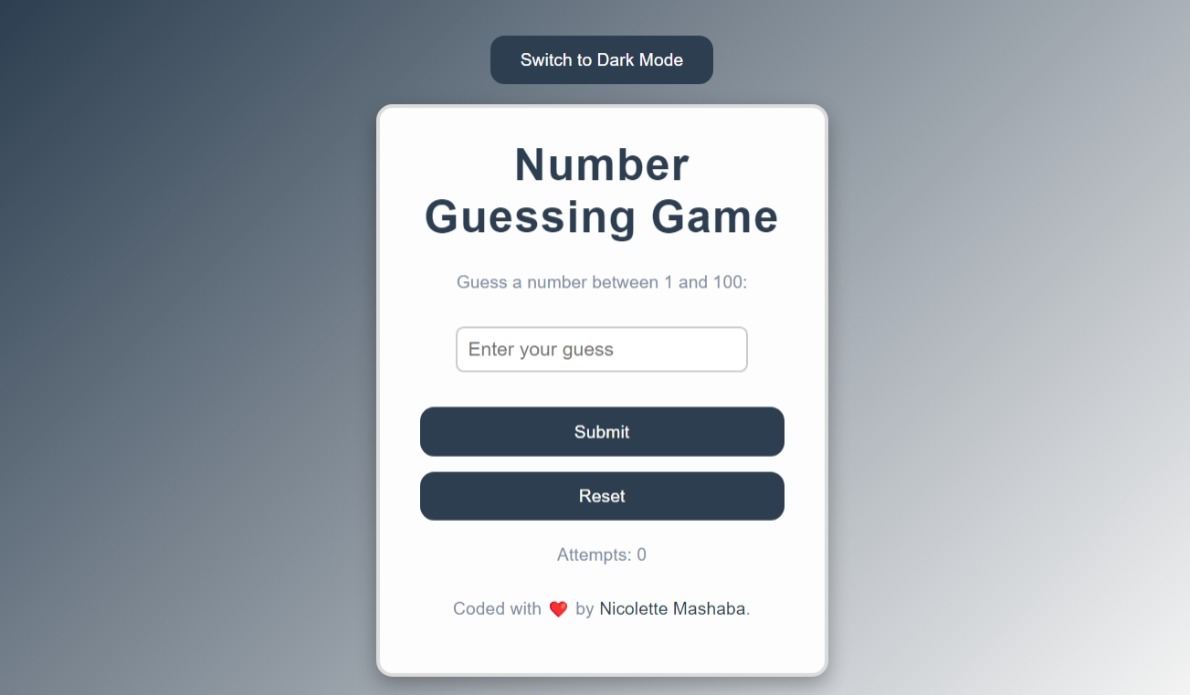 Switch to Dark Mode
Number
Guessing Game
Guess a number between 1 and 100:
Enter your guess
Submit
Reset
Attempts: 0
Coded with ❤️ by Nicolette Mashaba.